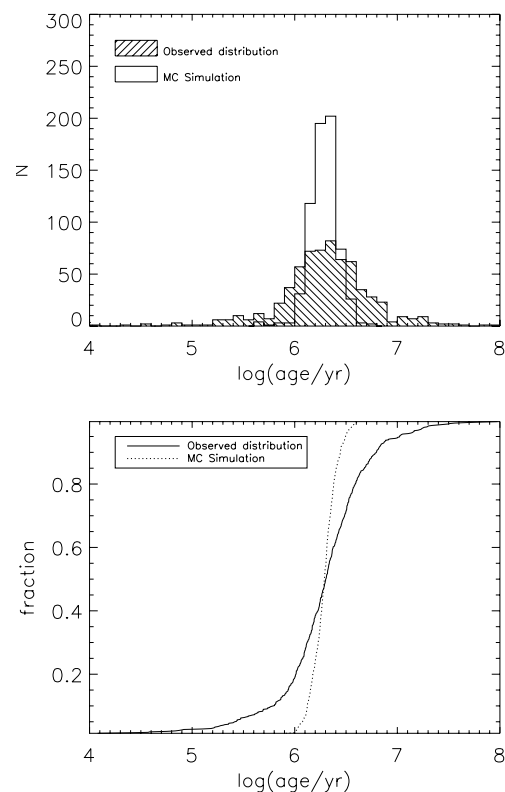 300
250
200
150
100
50
0
N
Observed distribution
MC Simulation
4 5 6 7 8
log(age/yr)
Observed distribution
MC Simulation
0.8
0.6
0.4
0.2
fraction
4 5 6 7 8
log(age/yr)